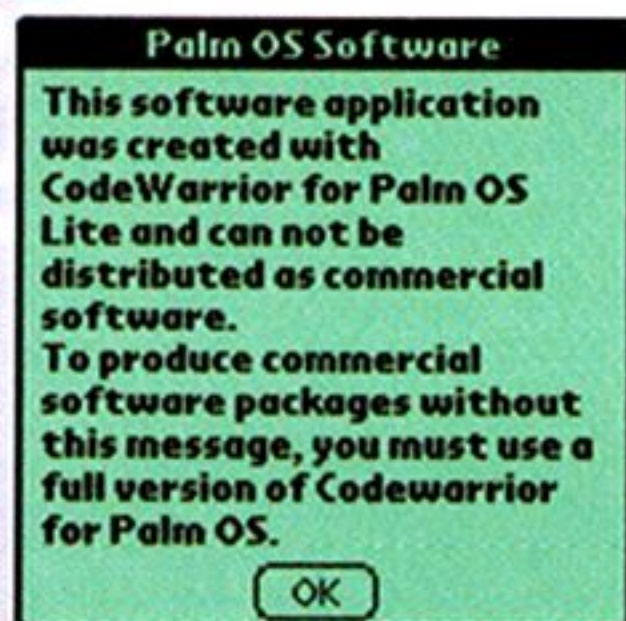 Palm OS Software
This software application
was created with
CodeWarrior for Palm OS
Lite and can not be
distributed as commercial
software.
To produce commercial
software packages without
this message, you must use a
full version of Codewarrior
for Palm OS.
OK